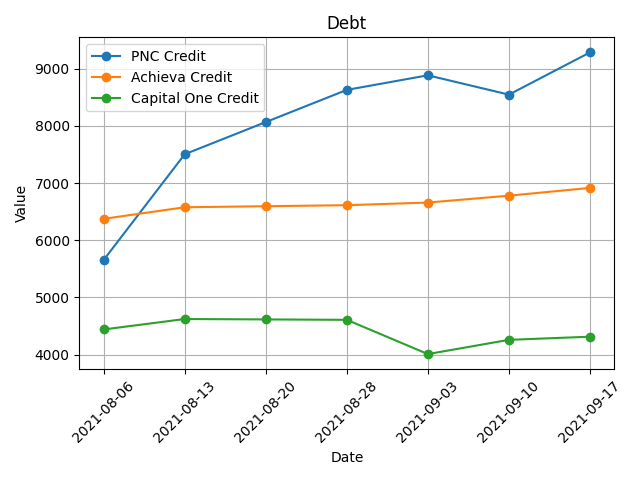 Debt
PNC Credit
Achieva Credit
Capital One Credit
9000
8000
7000
6000
5000
4000
Value
2021-08-06
2021-08-13
2021-08-20
2021-08-28
2021-09-03
2021-09-10
2021-09-17
Date